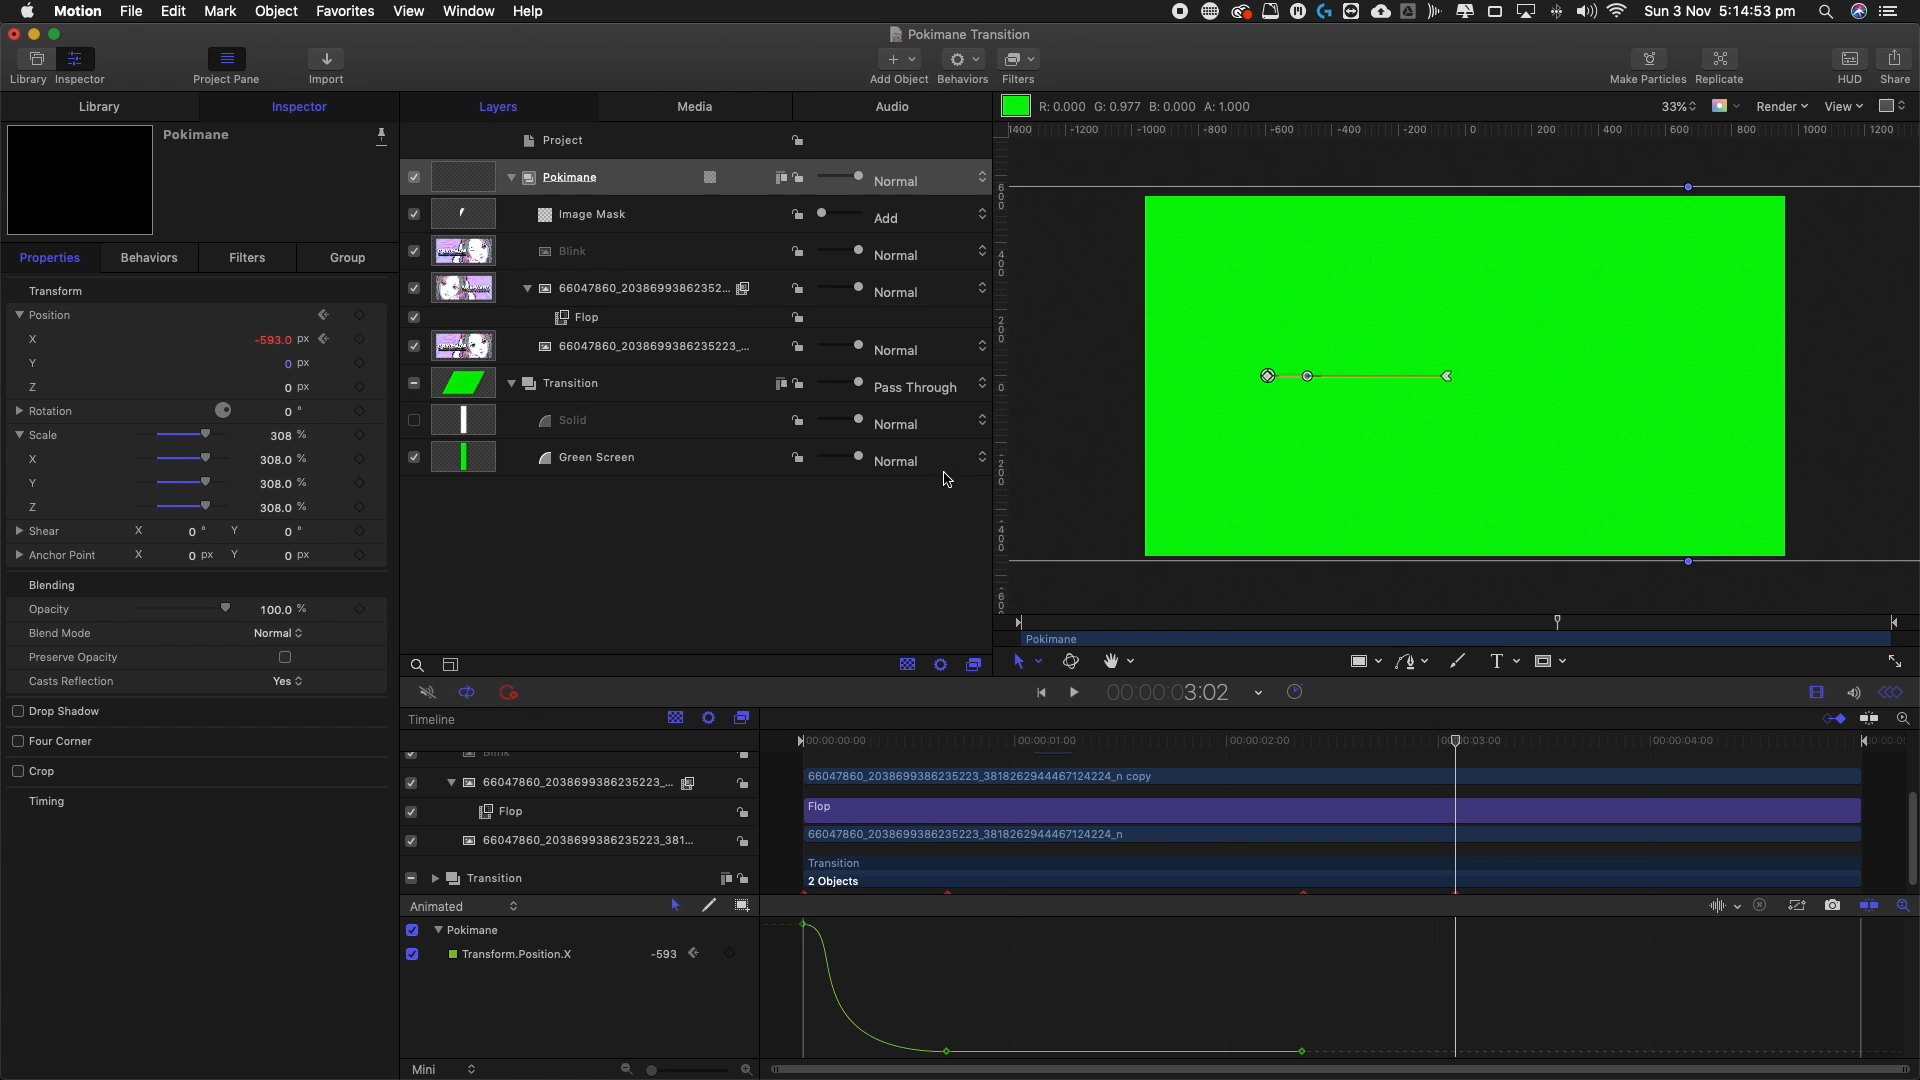 Motion File Edit Mark Object Favorites View Window Help Sun 3 Nov 5:14:53 pm
Pokimane Transition
Library Inspector Project Pane Import Add Object Behaviors Filters Make Particles Replicate HUD Share
Library Inspector Layers Media Audio R: 0.000 G: 0.977 B: 0.000 A: 1.000 33% Render View
Pokimane
Project
Pokimane Normal
Image Mask Add
Blink Normal
66047860_20386993862352... Normal
Flop
66047860_2038699386235223_... Normal
Transition Pass Through
Solid Normal
Green Screen Normal
Properties Behaviors Filters Group
Transform
Position
X -593.0 px
Y 0 px
Z 0 px
Rotation 0 °
Scale 308 %
X 308.0 %
Y 308.0 %
Z 308.0 %
Shear X 0 ° Y 0 °
Anchor Point X 0 px Y 0 px
Blending
Opacity 100.0 %
Blend Mode Normal
Preserve Opacity
Casts Reflection Yes
Drop Shadow
Four Corner
Crop
Timing
1400 -1200 -1000 -800 -600 -400 -200 0 200 400 600 800 1000 1200
600
400
200
0
-200
-400
-600
Pokimane
T
00:00:00:03:02
Timeline
00:00:00:00 00:00:01:00 00:00:02:00 00:00:04:00
Blink
66047860_2038699386235223_... 66047860_2038699386235223_3818262944467124224_n copy
Flop Flop
66047860_2038699386235223_381... 66047860_2038699386235223_3818262944467124224_n
Transition Transition
2 Objects
Animated
Pokimane
Transform.Position.X -593
Mini